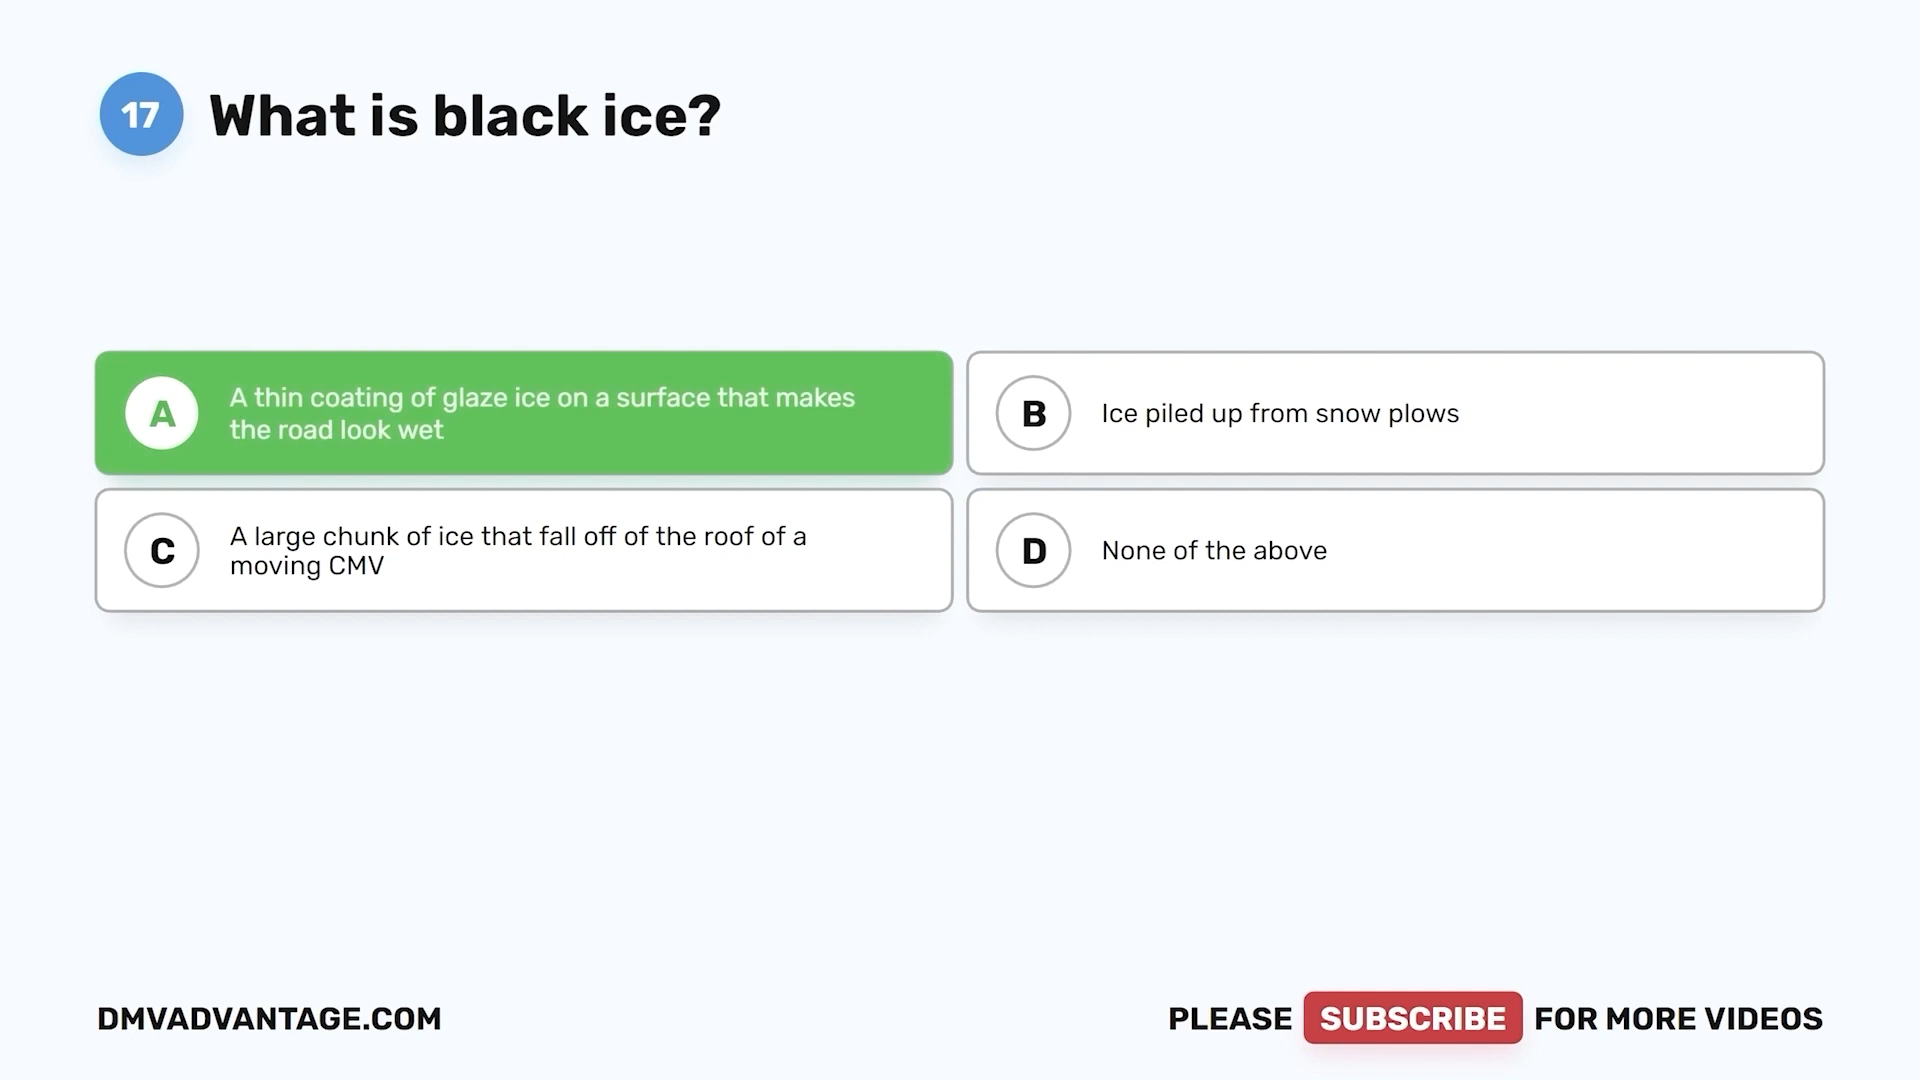 17
What is black ice?
A
A thin coating of glaze ice on a surface that makes
the road look wet
B
Ice piled up from snow plows
C
A large chunk of ice that fall off of the roof of a
moving CMV
D
None of the above
DMVADVANTAGE.COM
PLEASE SUBSCRIBE FOR MORE VIDEOS